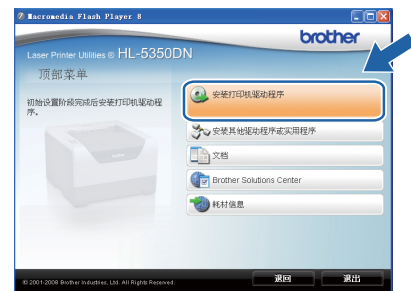 Macromedia Flash Player 8
brother
Laser Printer Utilities ® HL-5350DN
顶部菜单
初始设置阶段完成后安装打印机驱动程
序。
安装打印机驱动程序
安装其他驱动程序或实用程序
文档
Brother Solutions Center
耗材信息
© 2001-2008 Brother Industries, Ltd. All Rights Reserved.
退回
退出